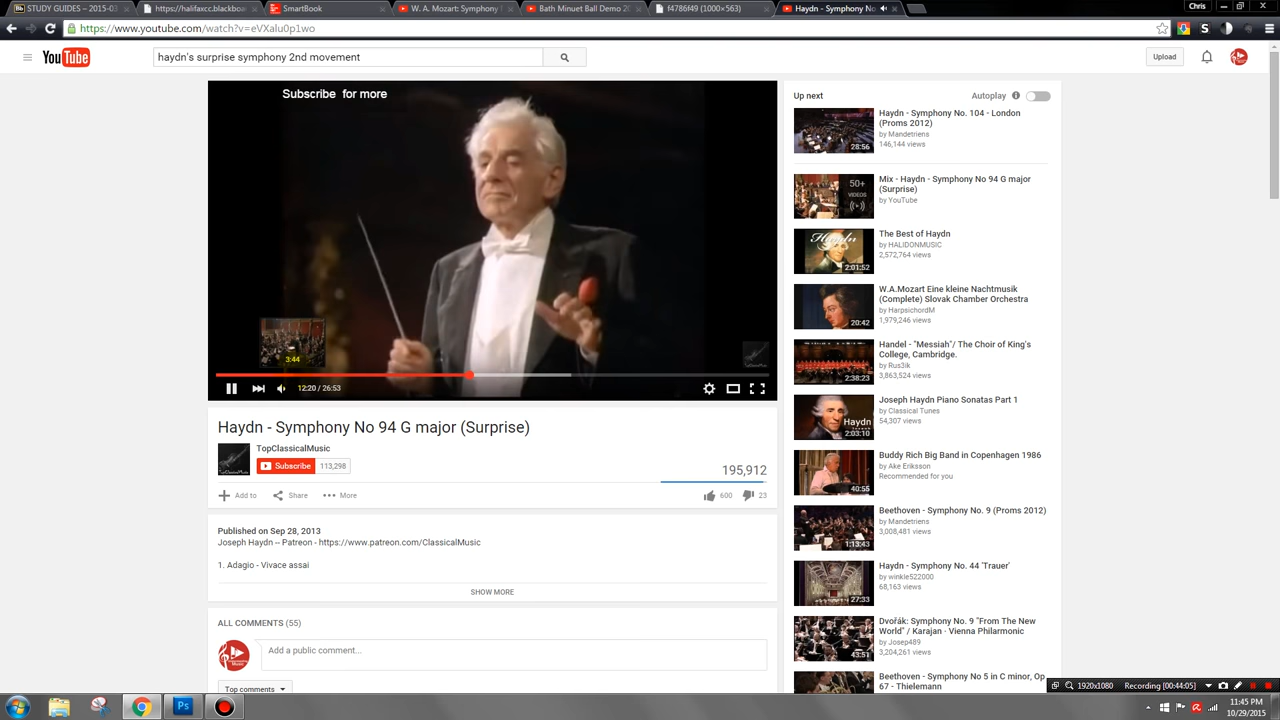 STUDY GUIDES -- 2015-03
https://halifaxcc.blackboa
SmartBook
W. A. Mozart: Symphony
Bath Minuet Ball Demo 20
f4786f49 (1000×563)
Haydn - Symphony No
Chris
https://www.youtube.com/watch?v=eVXalu0p1wo
YouTube
haydn's surprise symphony 2nd movement
Upload
Subscribe for more
3:44
12:20 / 26:53
Haydn - Symphony No 94 G major (Surprise)
TopClassicalMusic
Subscribe 113,298
195,912
Add to Share More 600 23
Published on Sep 28, 2013
Joseph Haydn -- Patreon - https://www.patreon.com/ClassicalMusic
1. Adagio - Vivace assai
SHOW MORE
ALL COMMENTS (55)
Add a public comment...
Top comments
Up next
Autoplay
Haydn - Symphony No. 104 - London
(Proms 2012)
by Mandetriens
146,144 views
28:56
Mix - Haydn - Symphony No 94 G major
(Surprise)
by YouTube
50+
VIDEOS
The Best of Haydn
by HALIDONMUSIC
2,572,764 views
Haydn
2:01:52
W.A.Mozart Eine kleine Nachtmusik
(Complete) Slovak Chamber Orchestra
by HarpsichordM
1,979,246 views
20:42
Handel - "Messiah"/ The Choir of King's
College, Cambridge.
by Rus3ik
3,863,524 views
2:38:23
Joseph Haydn Piano Sonatas Part 1
by Classical Tunes
54,307 views
Haydn
2:03:10
Buddy Rich Big Band in Copenhagen 1986
by Ake Eriksson
Recommended for you
40:55
Beethoven - Symphony No. 9 (Proms 2012)
by Mandetriens
3,008,481 views
1:13:43
Haydn - Symphony No. 44 'Trauer'
by winkle522000
68,163 views
27:33
Dvořák: Symphony No. 9 "From The New
World" / Karajan · Vienna Philharmonic
by Josep489
3,204,261 views
43:51
Beethoven - Symphony No 5 in C minor, Op
67 - Thielemann
1920x1080
Recording [00:44:05]
Ps
11:45 PM
10/29/2015